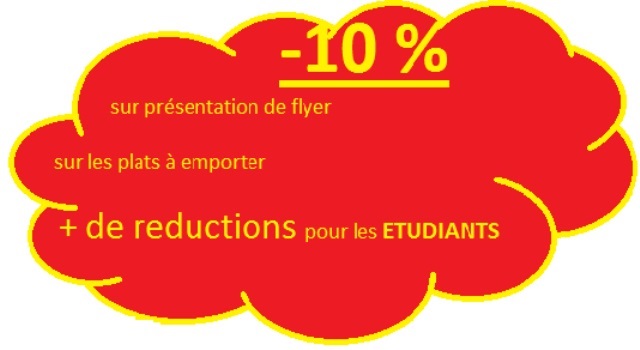 -10 %
sur présentation de flyer
sur les plats à emporter
+ de reductions pour les ETUDIANTS